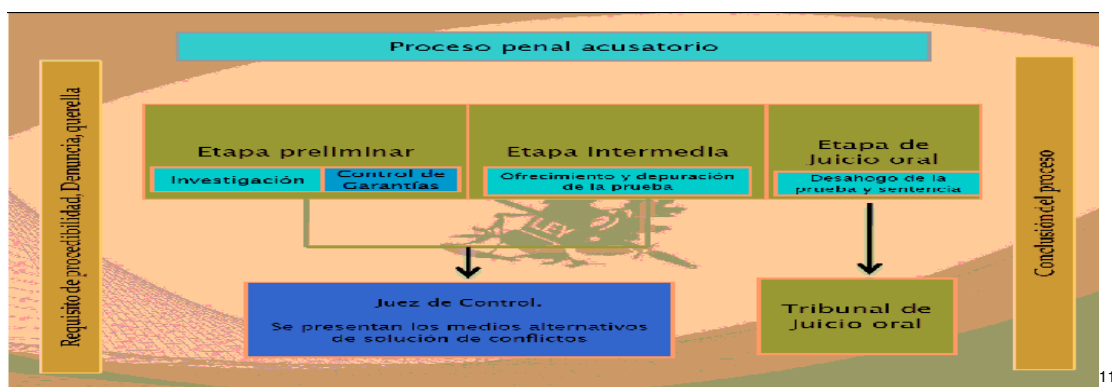 Proceso penal acusatorio
Requisito de procedibilidad, Denuncia, querella
Etapa preliminar
Investigación
Control de
Garantías
Etapa Intermedia
Ofrecimiento y depuración
de la prueba
Etapa de
Juicio oral
Desahogo de la
prueba y sentencia
LEY
Juez de Control.
Se presentan los medios alternativos
de solución de conflictos
Tribunal de
Juicio oral
Conclusión del proceso
11